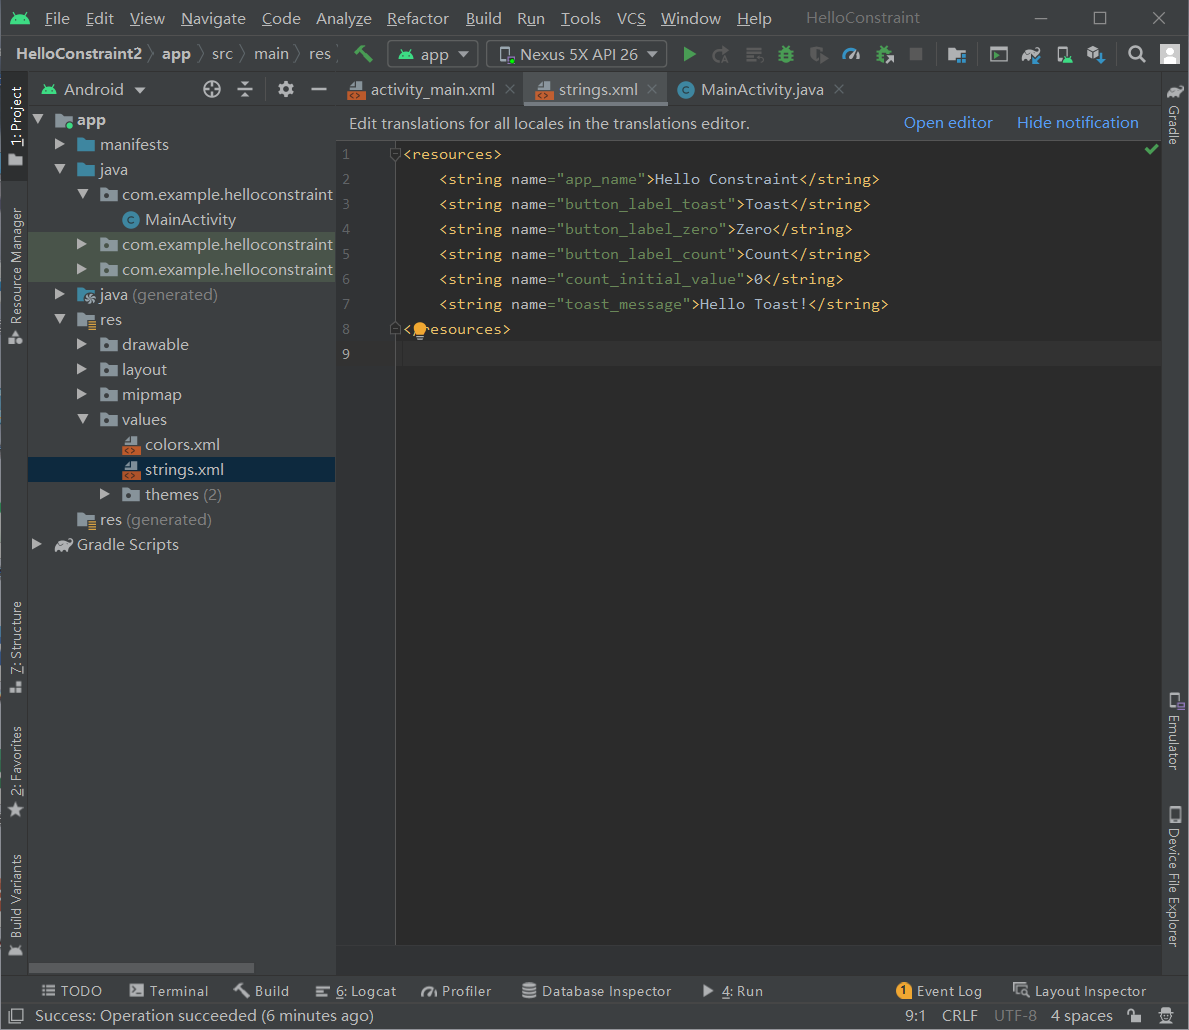 File Edit View Navigate Code Analyze Refactor Build Run Tools VCS Window Help HelloConstraint
HelloConstraint2 app src main res app Nexus 5X API 26
Android activity_main.xml strings.xml MainActivity.java
1: Project
Resource Manager
7: Structure
2: Favorites
Build Variants
app
manifests
java
com.example.helloconstraint
MainActivity
com.example.helloconstraint
com.example.helloconstraint
java (generated)
res
drawable
layout
mipmap
values
colors.xml
strings.xml
themes (2)
res (generated)
Gradle Scripts
Edit translations for all locales in the translations editor. Open editor Hide notification
1 <resources>
2 <string name="app_name">Hello Constraint</string>
3 <string name="button_label_toast">Toast</string>
4 <string name="button_label_zero">Zero</string>
5 <string name="button_label_count">Count</string>
6 <string name="count_initial_value">0</string>
7 <string name="toast_message">Hello Toast!</string>
8 </resources>
9
Gradle
Emulator
Device File Explorer
TODO Terminal Build 6: Logcat Profiler Database Inspector 4: Run 1 Event Log Layout Inspector
Success: Operation succeeded (6 minutes ago) 9:1 CRLF UTF-8 4 spaces